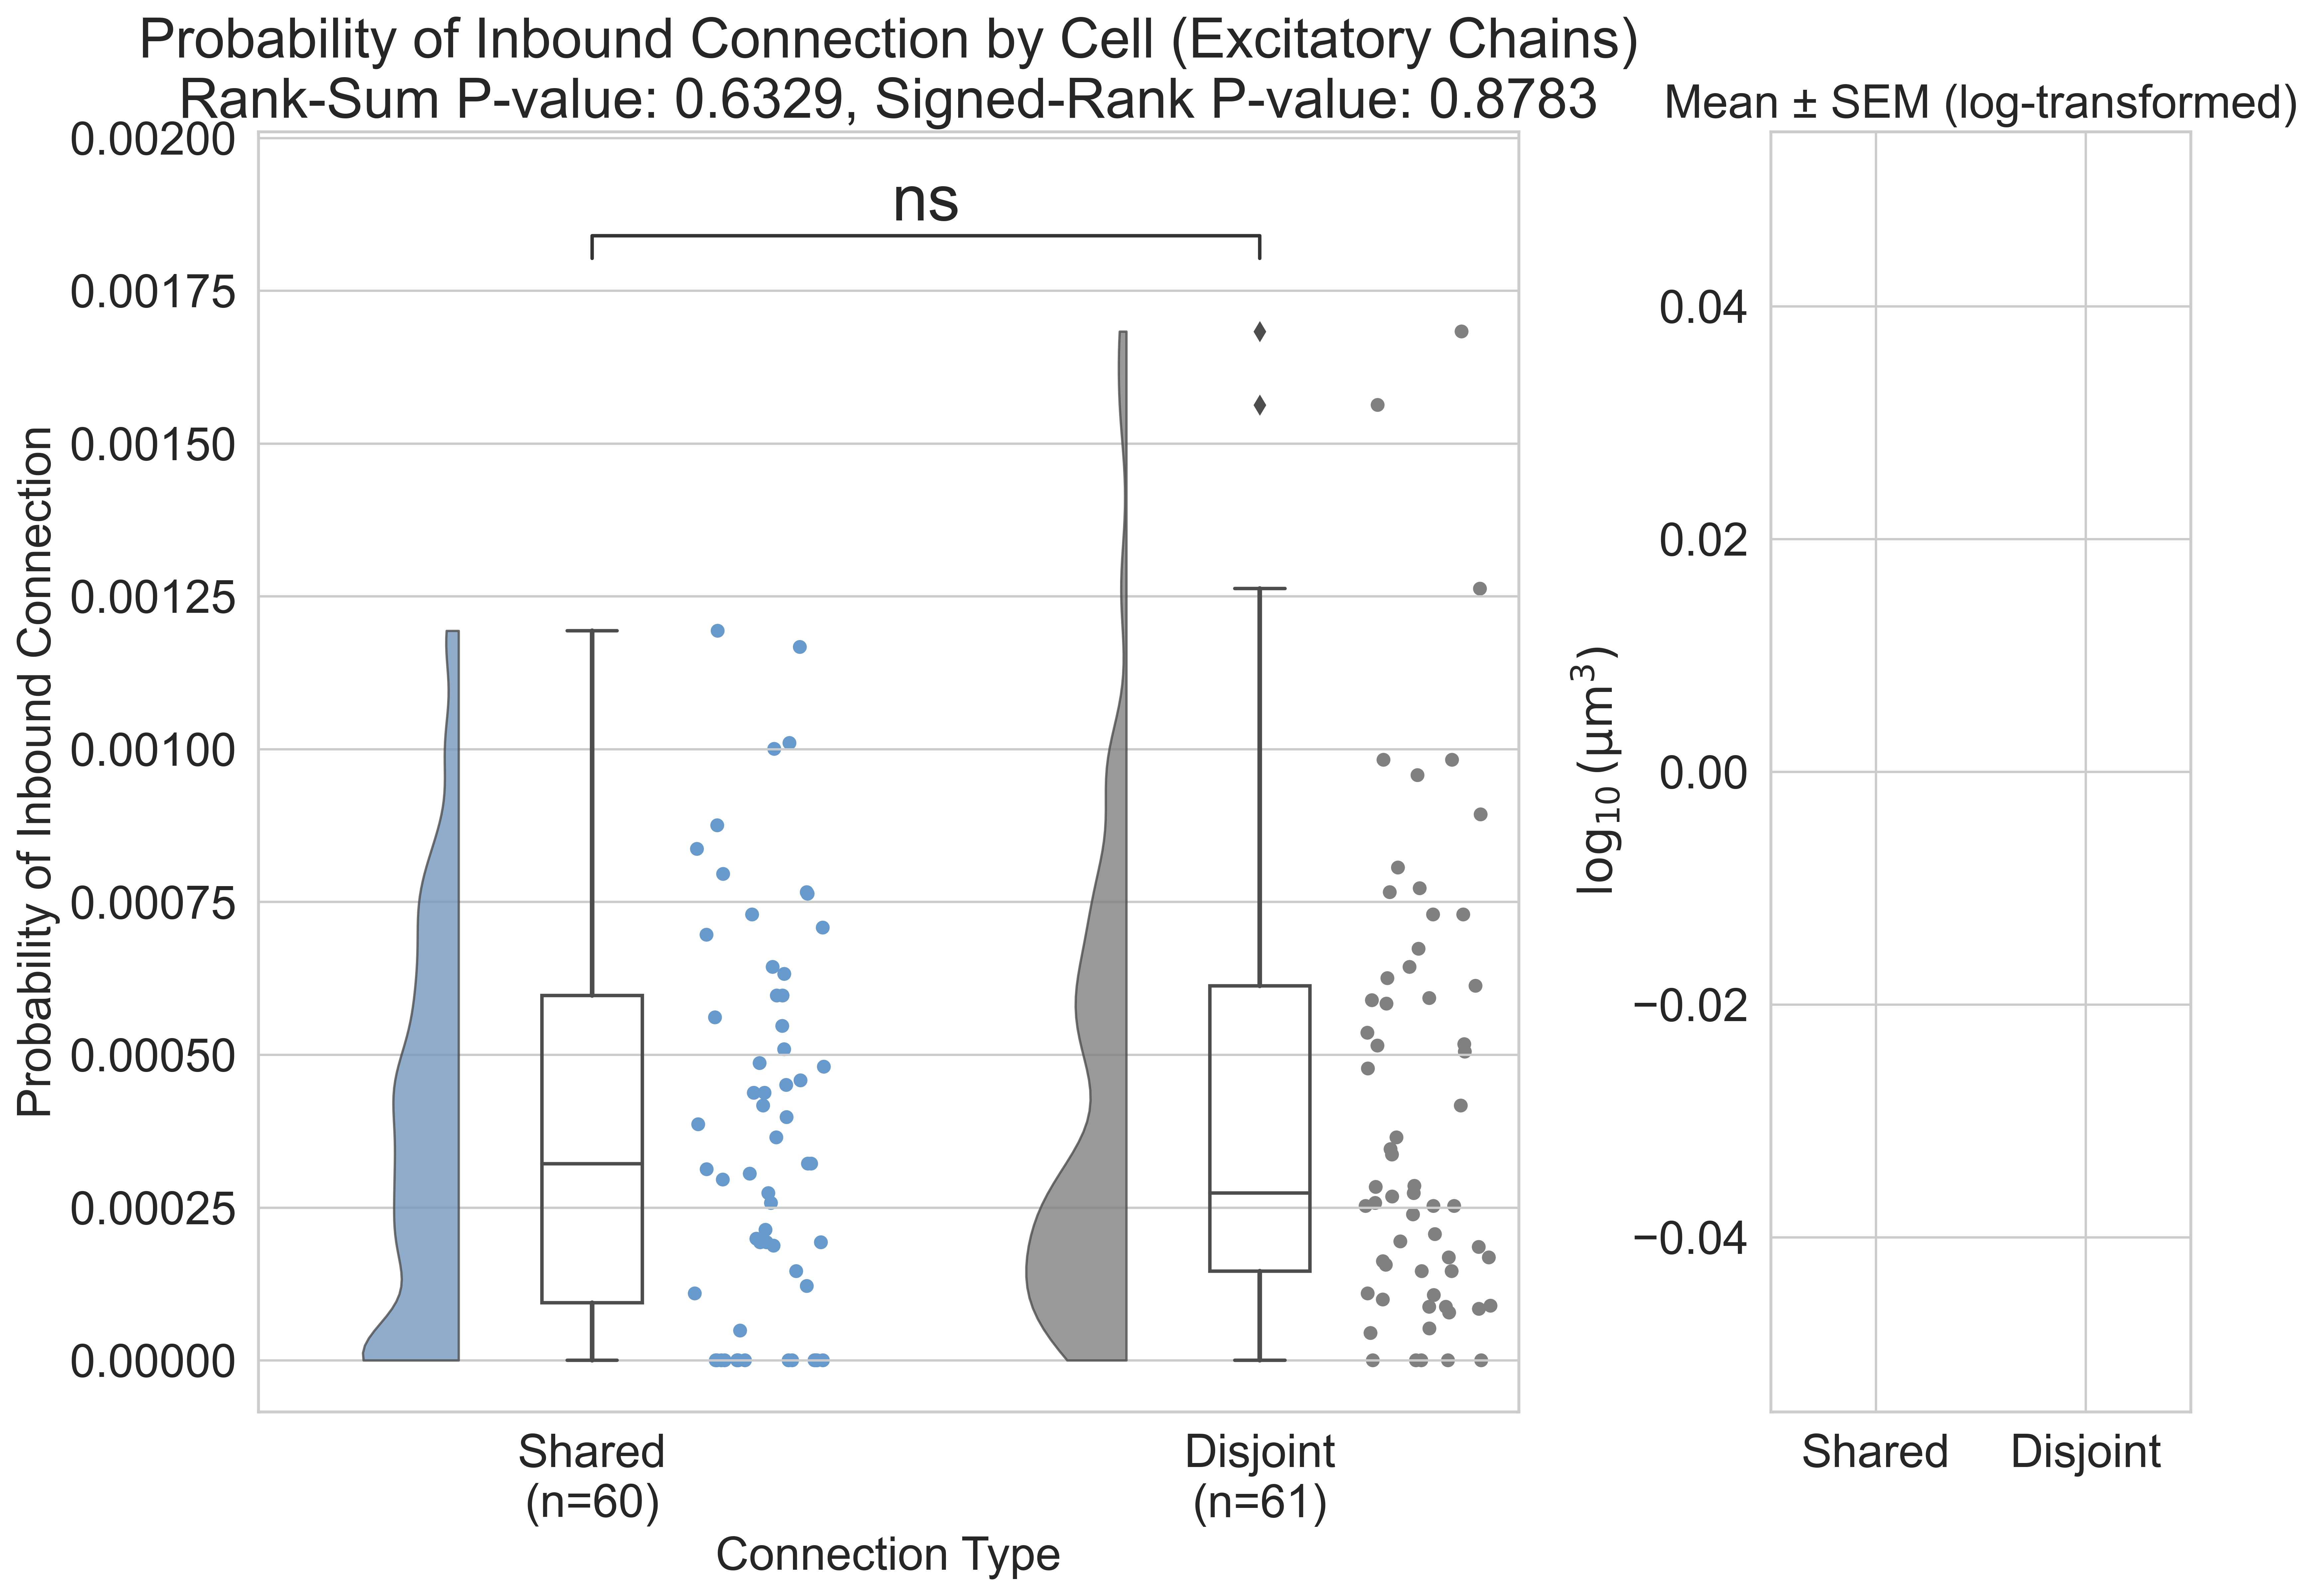 Probability of Inbound Connection by Cell (Excitatory Chains)
Rank-Sum P-value: 0.6329, Signed-Rank P-value: 0.8783
Mean ± SEM (log-transformed)
Probability of Inbound Connection
0.00200
0.00175
0.00150
0.00125
0.00100
0.00075
0.00050
0.00025
0.00000
ns
Shared
(n=60)
Disjoint
(n=61)
Connection Type
log₁₀ (μm³)
0.04
0.02
0.00
−0.02
−0.04
Shared
Disjoint